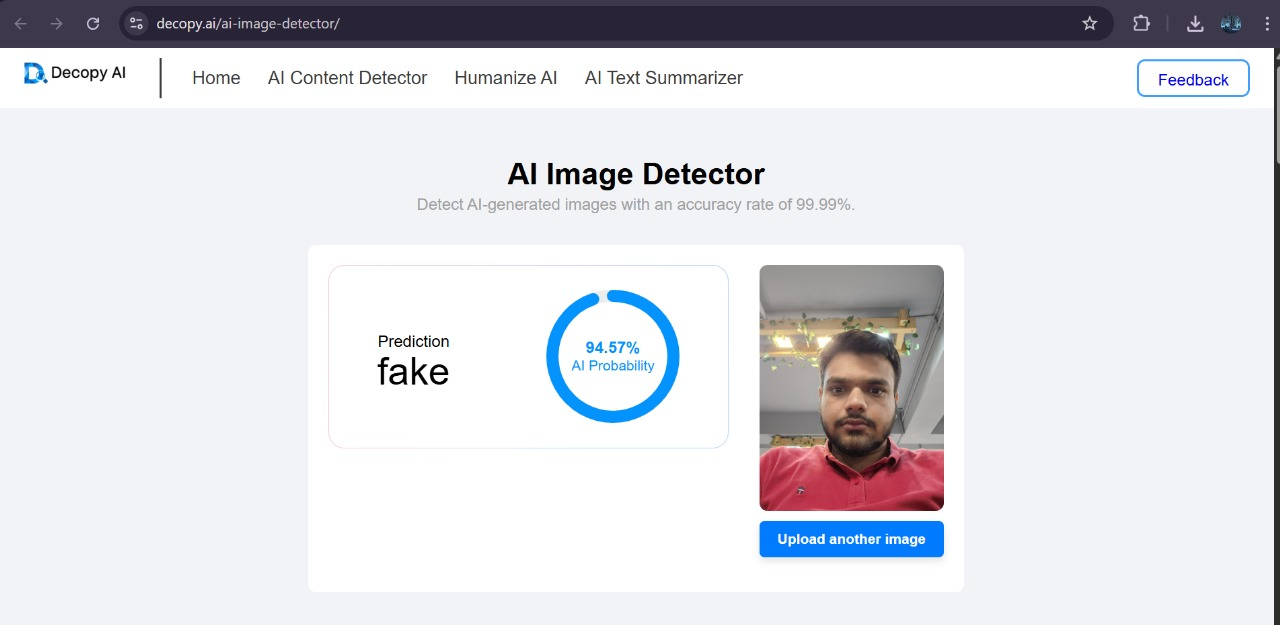 decopy.ai/ai-image-detector/
Decopy AI
Home
AI Content Detector
Humanize AI
AI Text Summarizer
Feedback
AI Image Detector
Detect AI-generated images with an accuracy rate of 99.99%.
Prediction
fake
94.57%
AI Probability
Upload another image